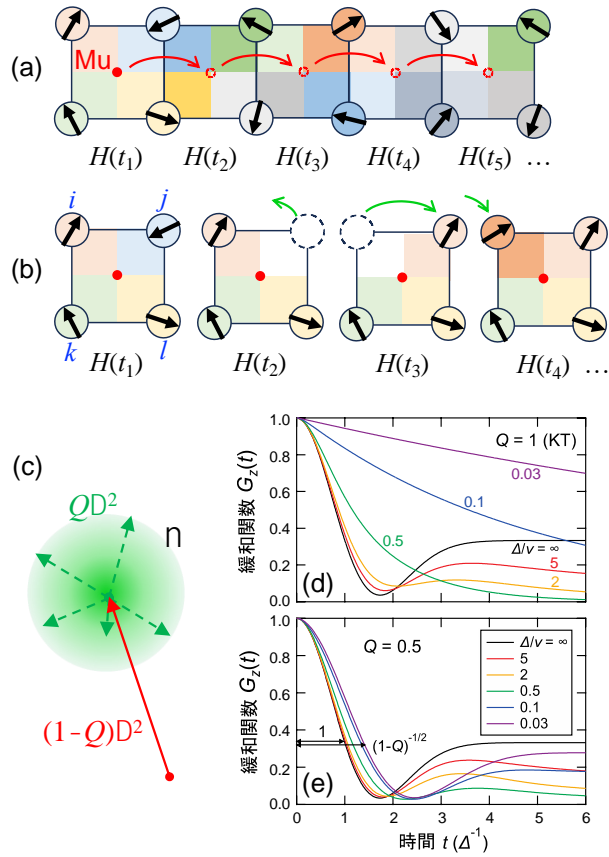 (a)
Mu
H(t₁) H(t₂) H(t₃) H(t₄) H(t₅) ...
(b)
i j
k l
H(t₁) H(t₂) H(t₃) H(t₄) ...
(c)
QD²
n
(1-Q)D²
緩和関数 G_z(t)
1.0
0.8
0.6
0.4
0.2
0.0
Q = 1 (KT)
0.03
0.1
0.5
Δ/ν = ∞
5
2
(d)
緩和関数 G_z(t)
1.0
0.8
0.6
0.4
0.2
0.0
Q = 0.5
Δ/ν = ∞
5
2
0.5
0.1
0.03
1
(1-Q)^{-1/2}
(e)
0 1 2 3 4 5 6
時間 t (Δ⁻¹)